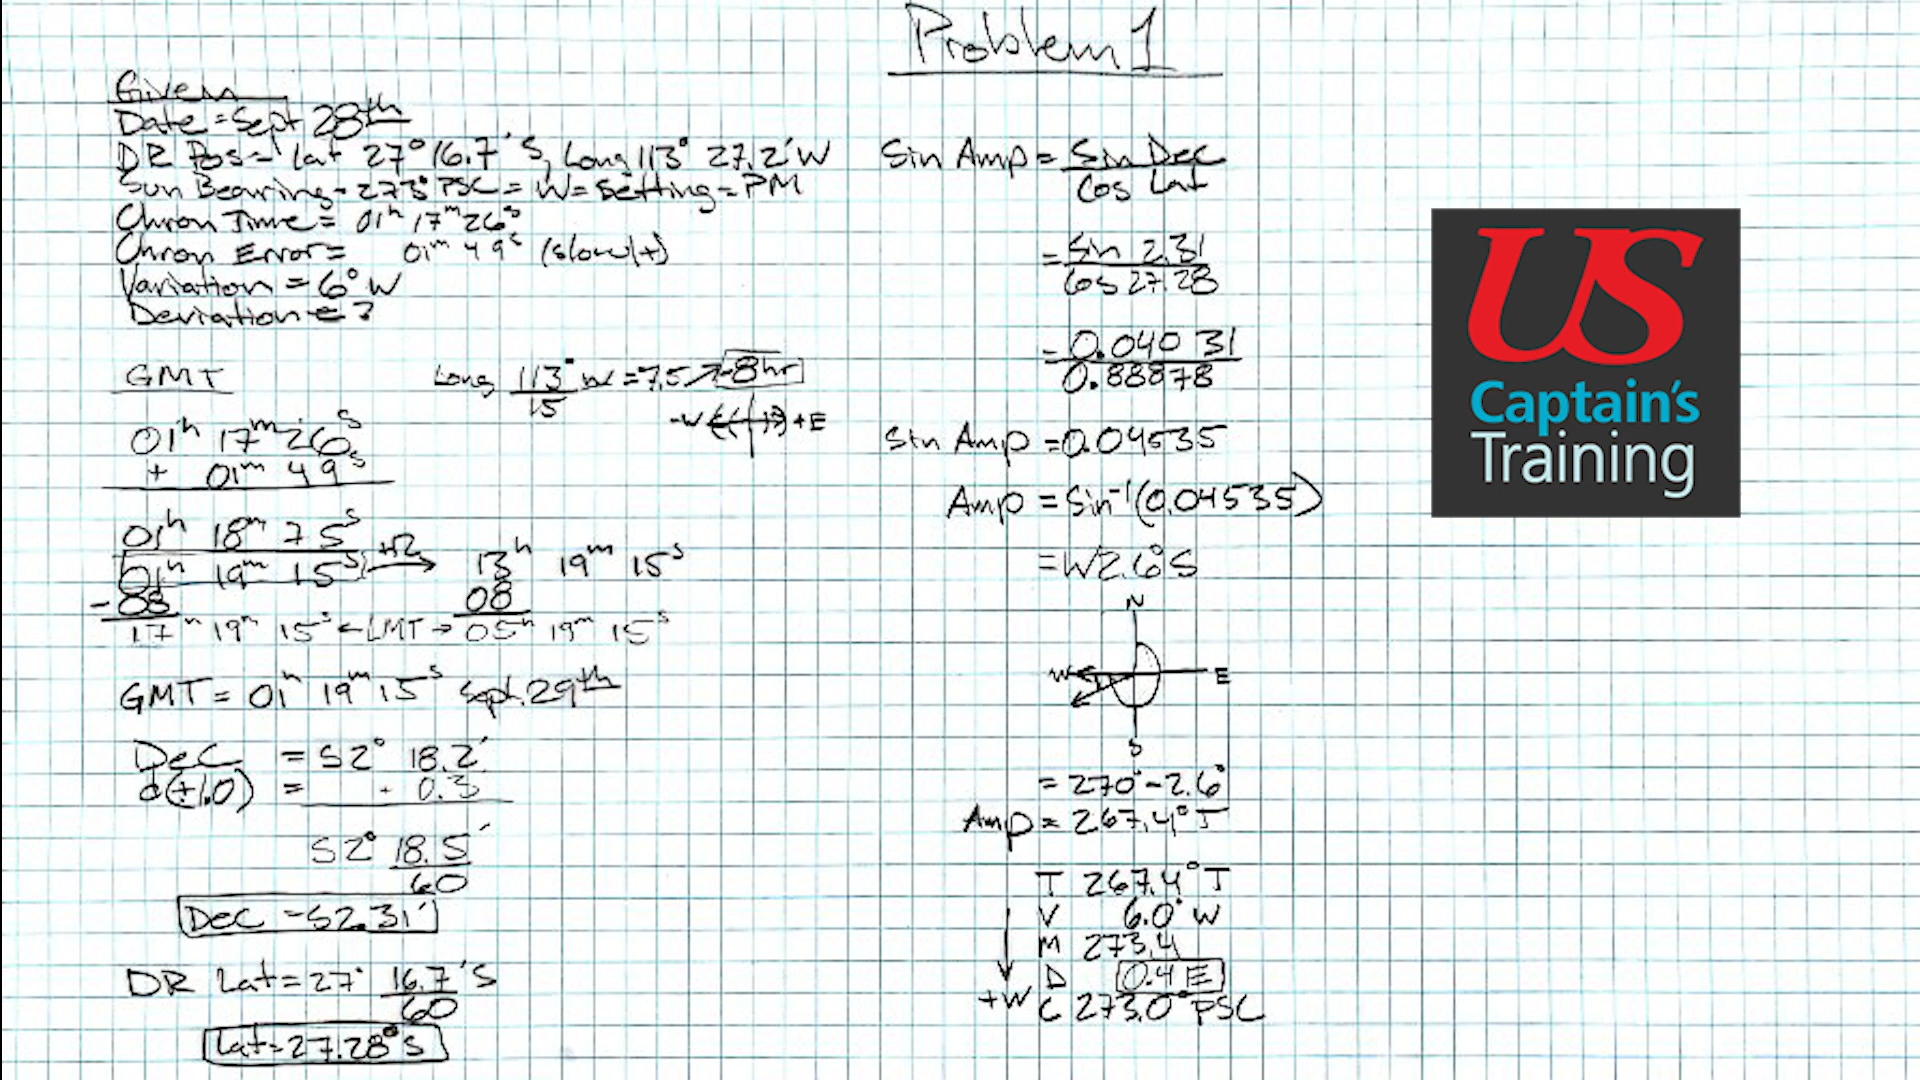 Problem 1
Given
Date = Sept 28th
DR Pos = Lat 27° 16.7' S, Long 113° 27.2' W
Sun Bearing = 273° PSC = W = Setting = PM
Chron Time = 01h 17m 26s
Chron Error = 01m 49s (slow/+)
Variation = 6° W
Deviation = ?
GMT
Long 113° W = 7.5 → -8hr
15
-W +E
01h 17m 26s
+ 01m 49s
01h 18m 75s
01h 19m 15s +12 → 13h 19m 15s
- 08 08
17h 19m 15s ← LMT → 05h 19m 15s
GMT = 01h 19m 15s Sept. 29th
Dec = S2° 18.2'
d(+1.0) = + 0.3
S2° 18.5'
60
Dec = S2.31'
DR Lat = 27° 16.7' S
60
Lat = 27.28° S
Sin Amp = Sin Dec
Cos Lat
= Sin 2.31
Cos 27.28
= 0.04031
0.88878
Sin Amp = 0.04535
Amp = Sin-1(0.04535)
= W2.6°S
N
W E
S
= 270° - 2.6°
Amp = 267.4° T
T 267.4° T
V 6.0° W
M 273.4
D 0.4 E
+W C 273.0° PSC
US
Captain's
Training